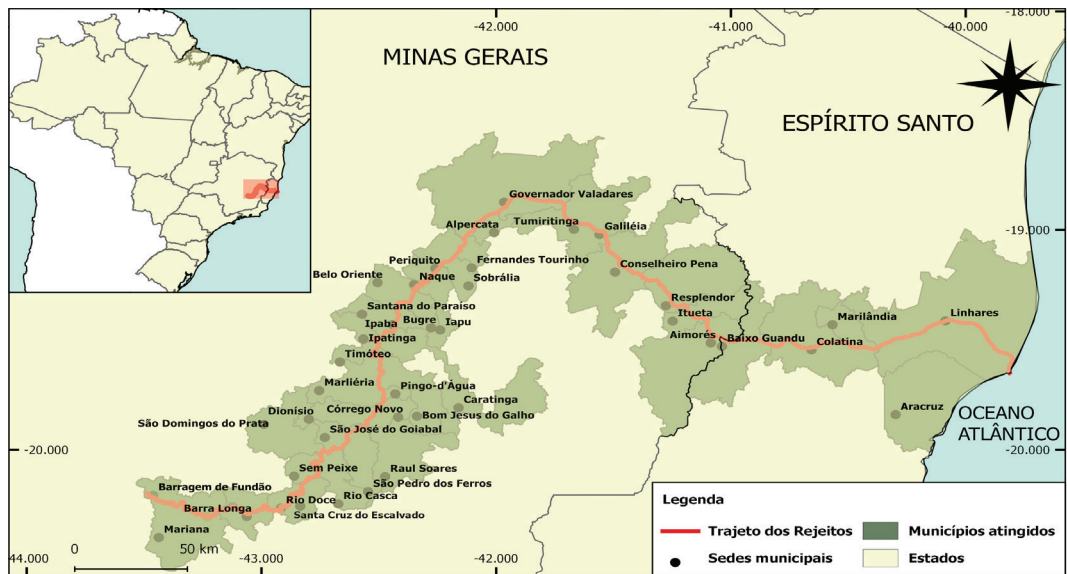 -42.000
-41.000
-40.000
-18.000
MINAS GERAIS
ESPÍRITO SANTO
Governador Valadares
Alpercata
Tumiritinga
Galiléia
-19.000
Periquito
Fernandes Tourinho
Conselheiro Pena
Belo Oriente
Naque
Sobrália
Santana do Paraíso
Resplendor
Ipaba
Bugre
Iapu
Itueta
Marilândia
Linhares
Ipatinga
Aimorés
Baixo Guandu
Colatina
Timóteo
Marliéria
Pingo-d'Água
Caratinga
Dionísio
Córrego Novo
Bom Jesus do Galho
Aracruz
OCEANO
ATLÂNTICO
São Domingos do Prata
São José do Goiabal
-20.000
-20.000
Sem Peixe
Raul Soares
São Pedro dos Ferros
Barragem de Fundão
Rio Casca
Rio Doce
Barra Longa
Santa Cruz do Escalvado
Mariana
Legenda
Trajeto dos Rejeitos
Municípios atingidos
Sedes municipais
Estados
0
50 km
-44.000
-43.000
-42.000